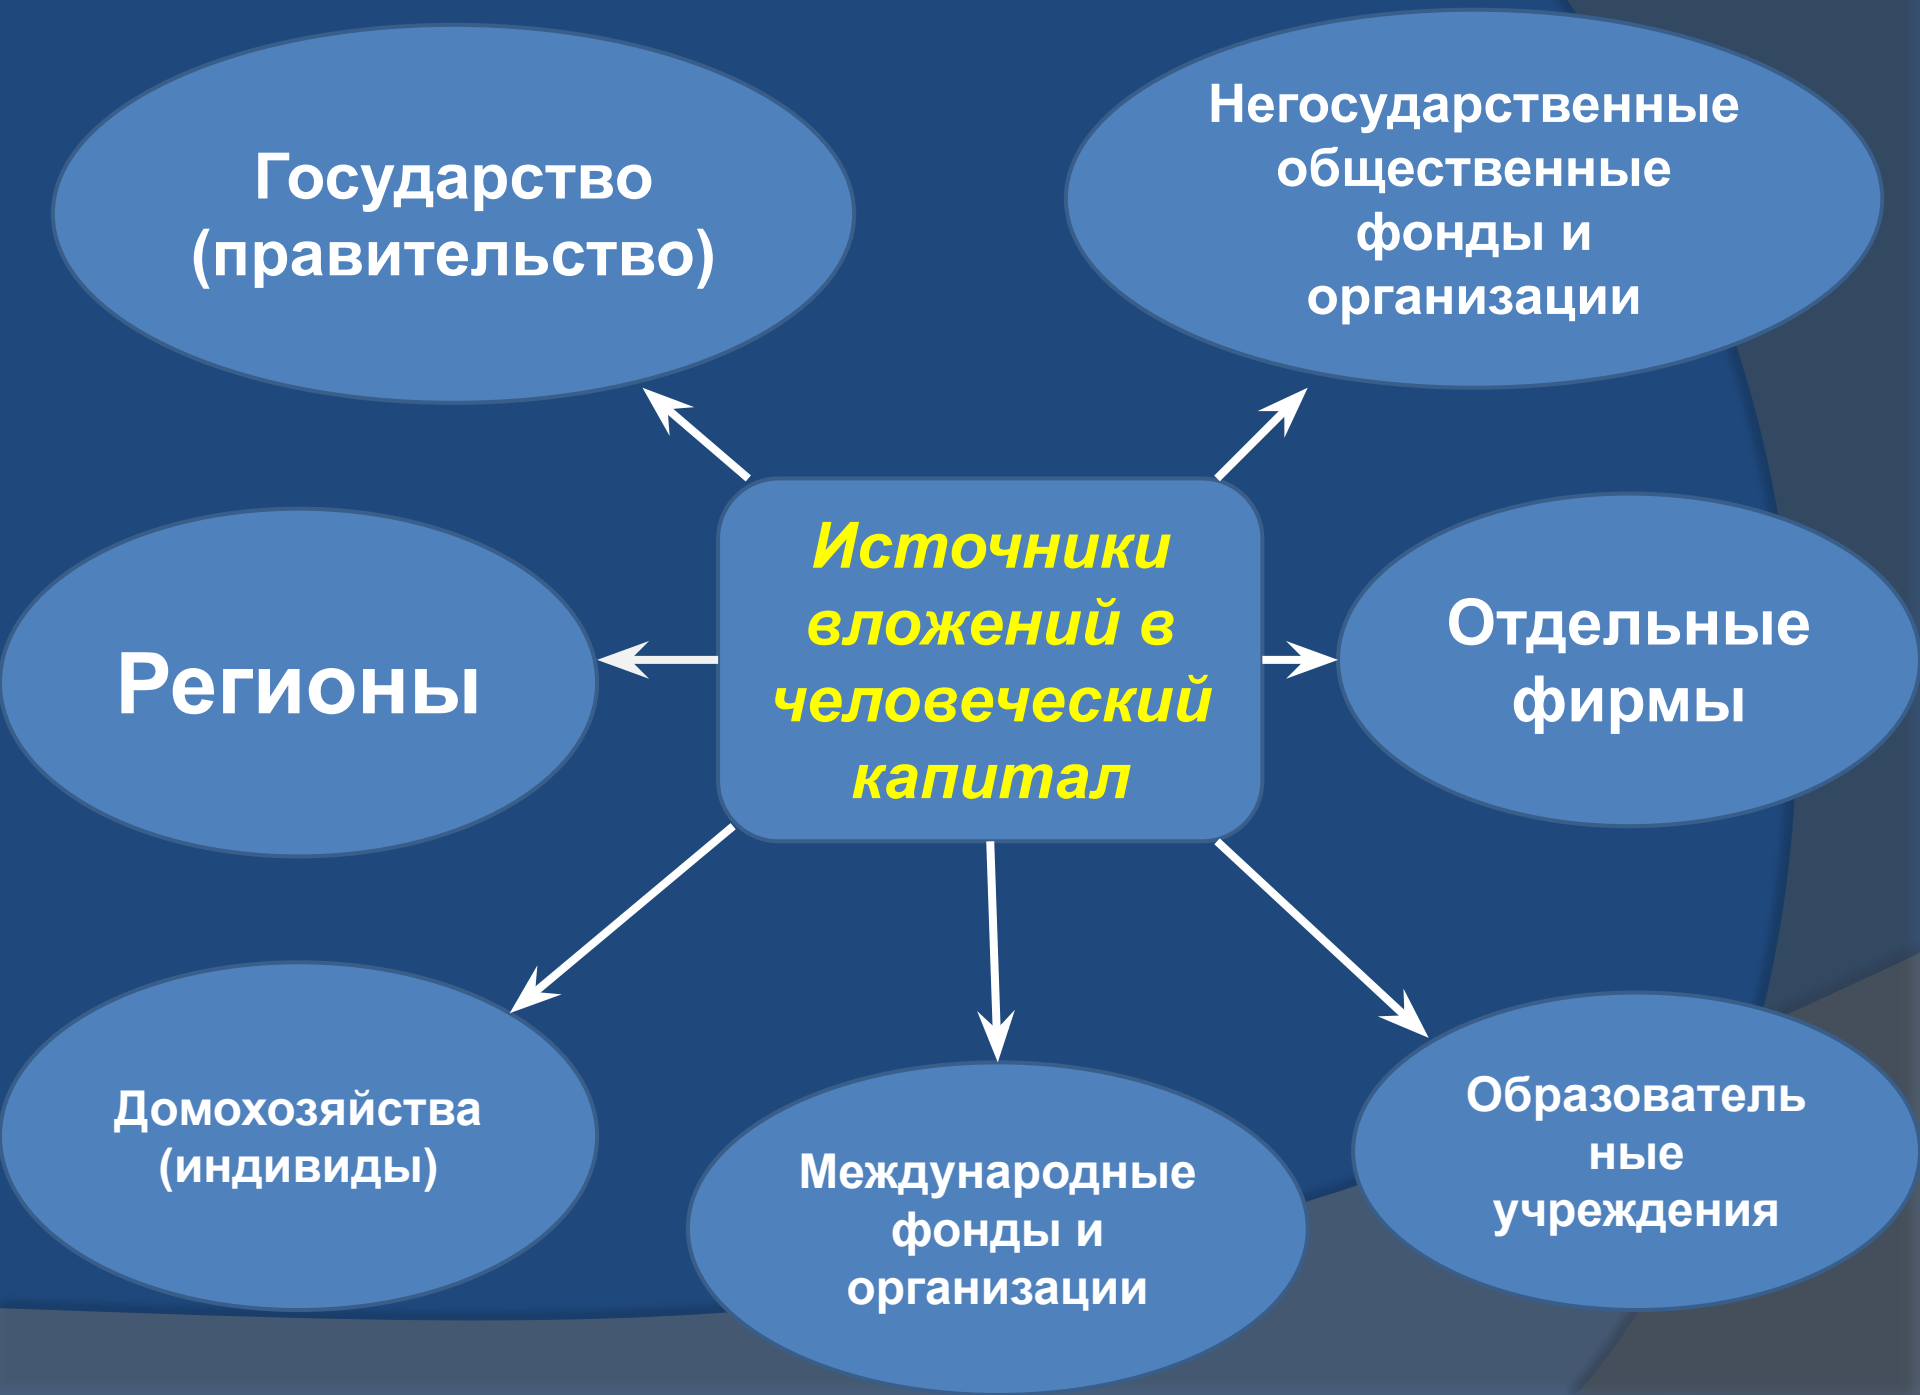 Государство
(правительство)
Негосударственные
общественные
фонды и
организации
Источники
вложений в
человеческий
капитал
Регионы
Отдельные
фирмы
Домохозяйства
(индивиды)
Международные
фонды и
организации
Образователь
ные
учреждения